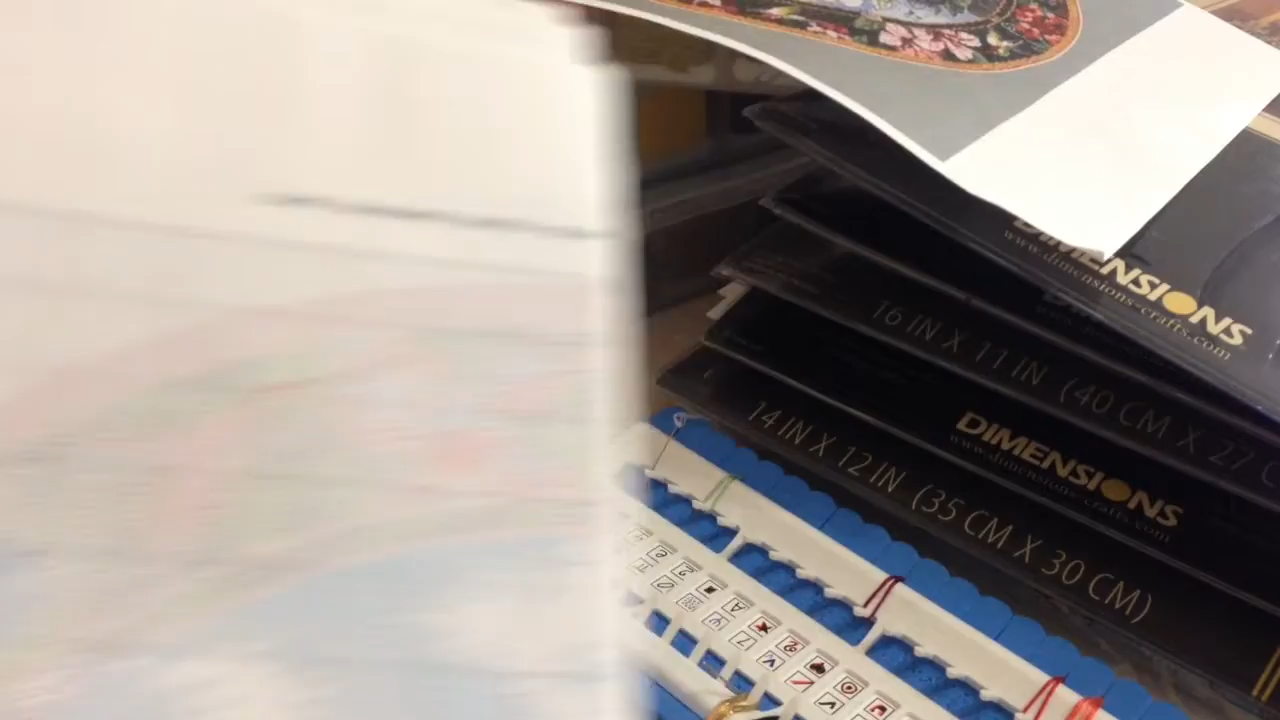 DIMENSIONS
www.dimensions-crafts.com
16 IN X 11 IN (40 CM X 27 C
DIMENSIONS
www.dimensions-crafts.com
14 IN X 12 IN (35 CM X 30 CM)